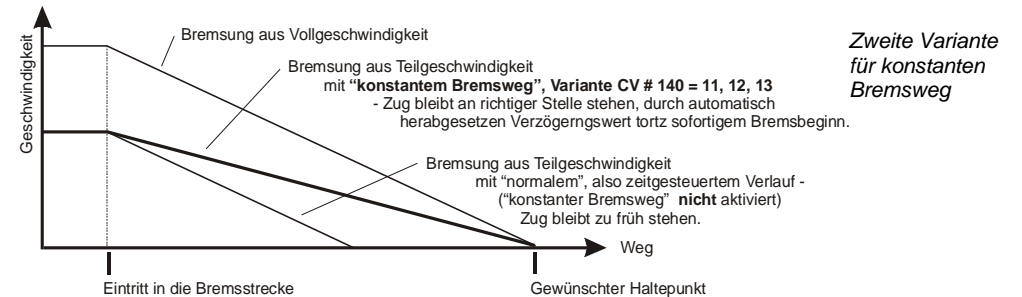 Geschwindigkeit
Bremsung aus Vollgeschwindigkeit
Bremsung aus Teilgeschwindigkeit
mit “konstantem Bremsweg”, Variante CV # 140 = 11, 12, 13
- Zug bleibt an richtiger Stelle stehen, durch automatisch
herabgesetzen Verzögerngswert tortz sofortigem Bremsbeginn.
Bremsung aus Teilgeschwindigkeit
mit “normalem”, also zeitgesteuertem Verlauf -
(“konstanter Bremsweg” nicht aktiviert)
Zug bleibt zu früh stehen.
Weg
Eintritt in die Bremsstrecke
Gewünschter Haltepunkt
Zweite Variante
für konstanten
Bremsweg